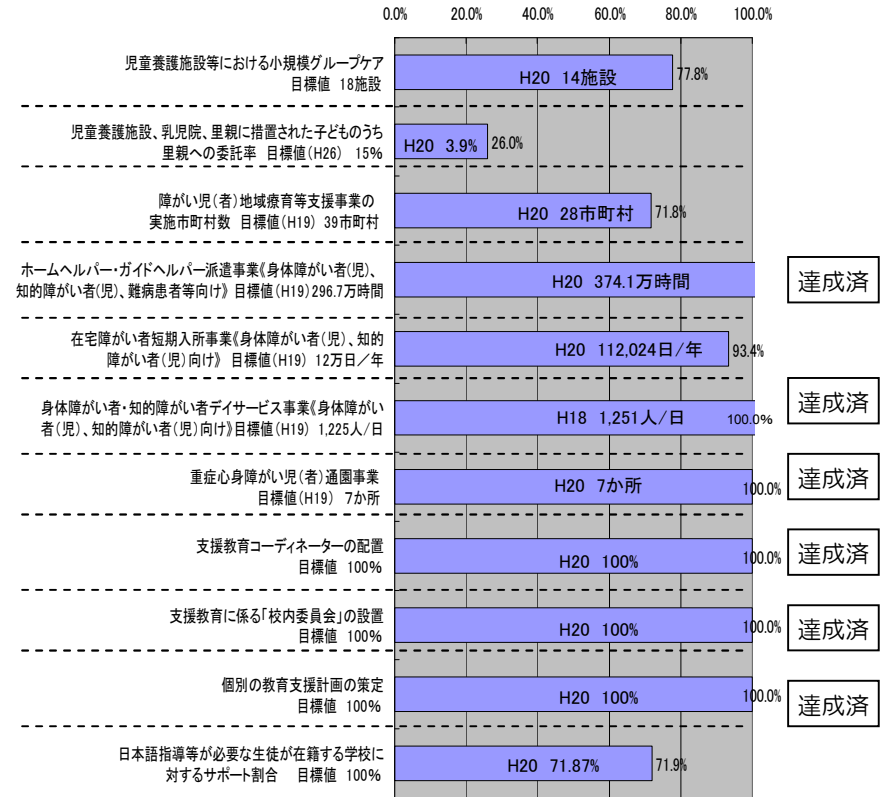 0.0% 20.0% 40.0% 60.0% 80.0% 100.0%
児童養護施設等における小規模グループケア
目標値 18施設
H20 14施設 77.8%
児童養護施設、乳児院、里親に措置された子どものうち
里親への委託率 目標値(H26) 15%
H20 3.9% 26.0%
障がい児(者)地域療育等支援事業の
実施市町村数 目標値(H19) 39市町村
H20 28市町村 71.8%
ホームヘルパー・ガイドヘルパー派遣事業《身体障がい者(児)、
知的障がい者(児)、難病患者等向け》 目標値(H19)296.7万時間
H20 374.1万時間
達成済
在宅障がい者短期入所事業《身体障がい者(児)、知的
障がい者(児)向け》 目標値(H19) 12万日/年
H20 112,024日/年 93.4%
身体障がい者・知的障がい者デイサービス事業《身体障がい
者(児)、知的障がい者(児)向け》目標値(H19) 1,225人/日
H18 1,251人/日 100.0%
達成済
重症心身障がい児(者)通園事業
目標値(H19) 7か所
H20 7か所 100.0%
達成済
支援教育コーディネーターの配置
目標値 100%
H20 100% 100.0%
達成済
支援教育に係る「校内委員会」の設置
目標値 100%
H20 100% 100.0%
達成済
個別の教育支援計画の策定
目標値 100%
H20 100% 100.0%
達成済
日本語指導等が必要な生徒が在籍する学校に
対するサポート割合 目標値 100%
H20 71.87% 71.9%